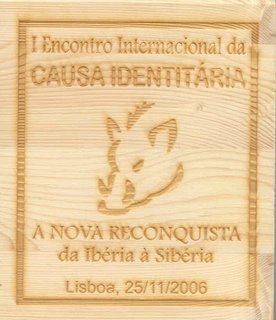 I Encontro Internacional da
CAUSA IDENTITÁRIA
A NOVA RECONQUISTA
da Ibéria à Sibéria
Lisboa, 25/11/2006